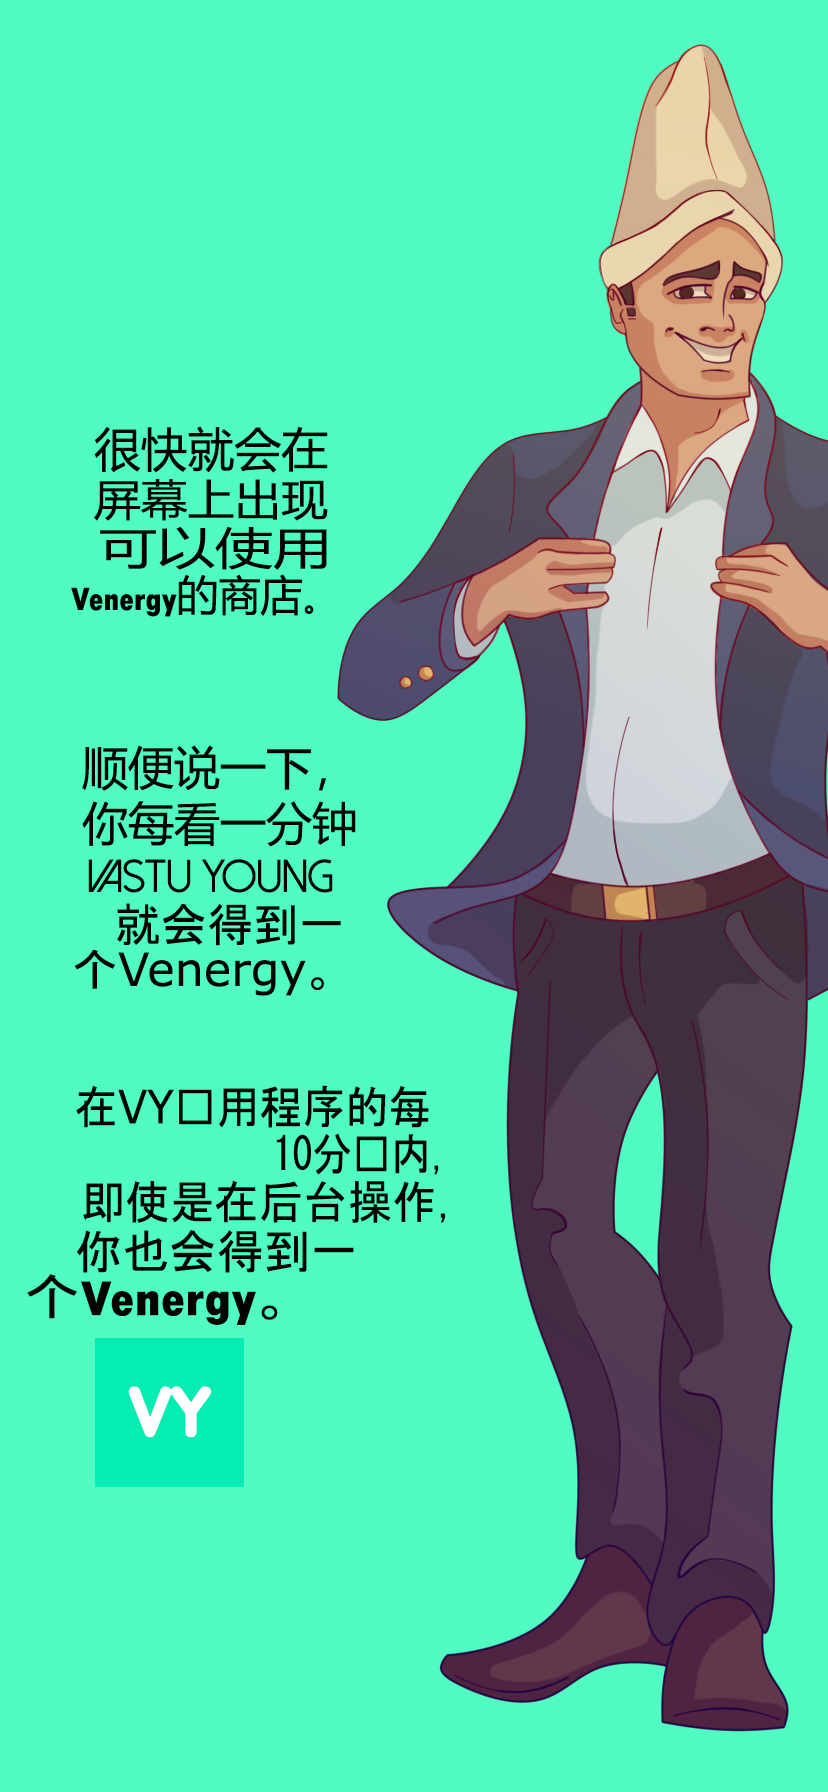 很快就会在
屏幕上出现
可以使用
Venergy的商店。
顺便说一下,
你每看一分钟
VASTU YOUNG
就会得到一
个Venergy。
在VY口用程序的每
10分口内,
即使是在后台操作,
你也会得到一
个Venergy。
VY